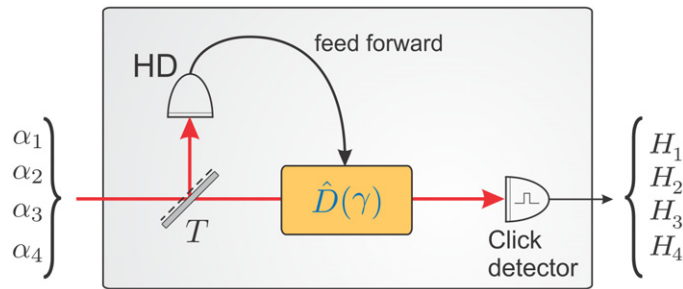 HD
feed forward
α₁
α₂
α₃
α₄
T
D̂(γ)
Click
detector
H₁
H₂
H₃
H₄